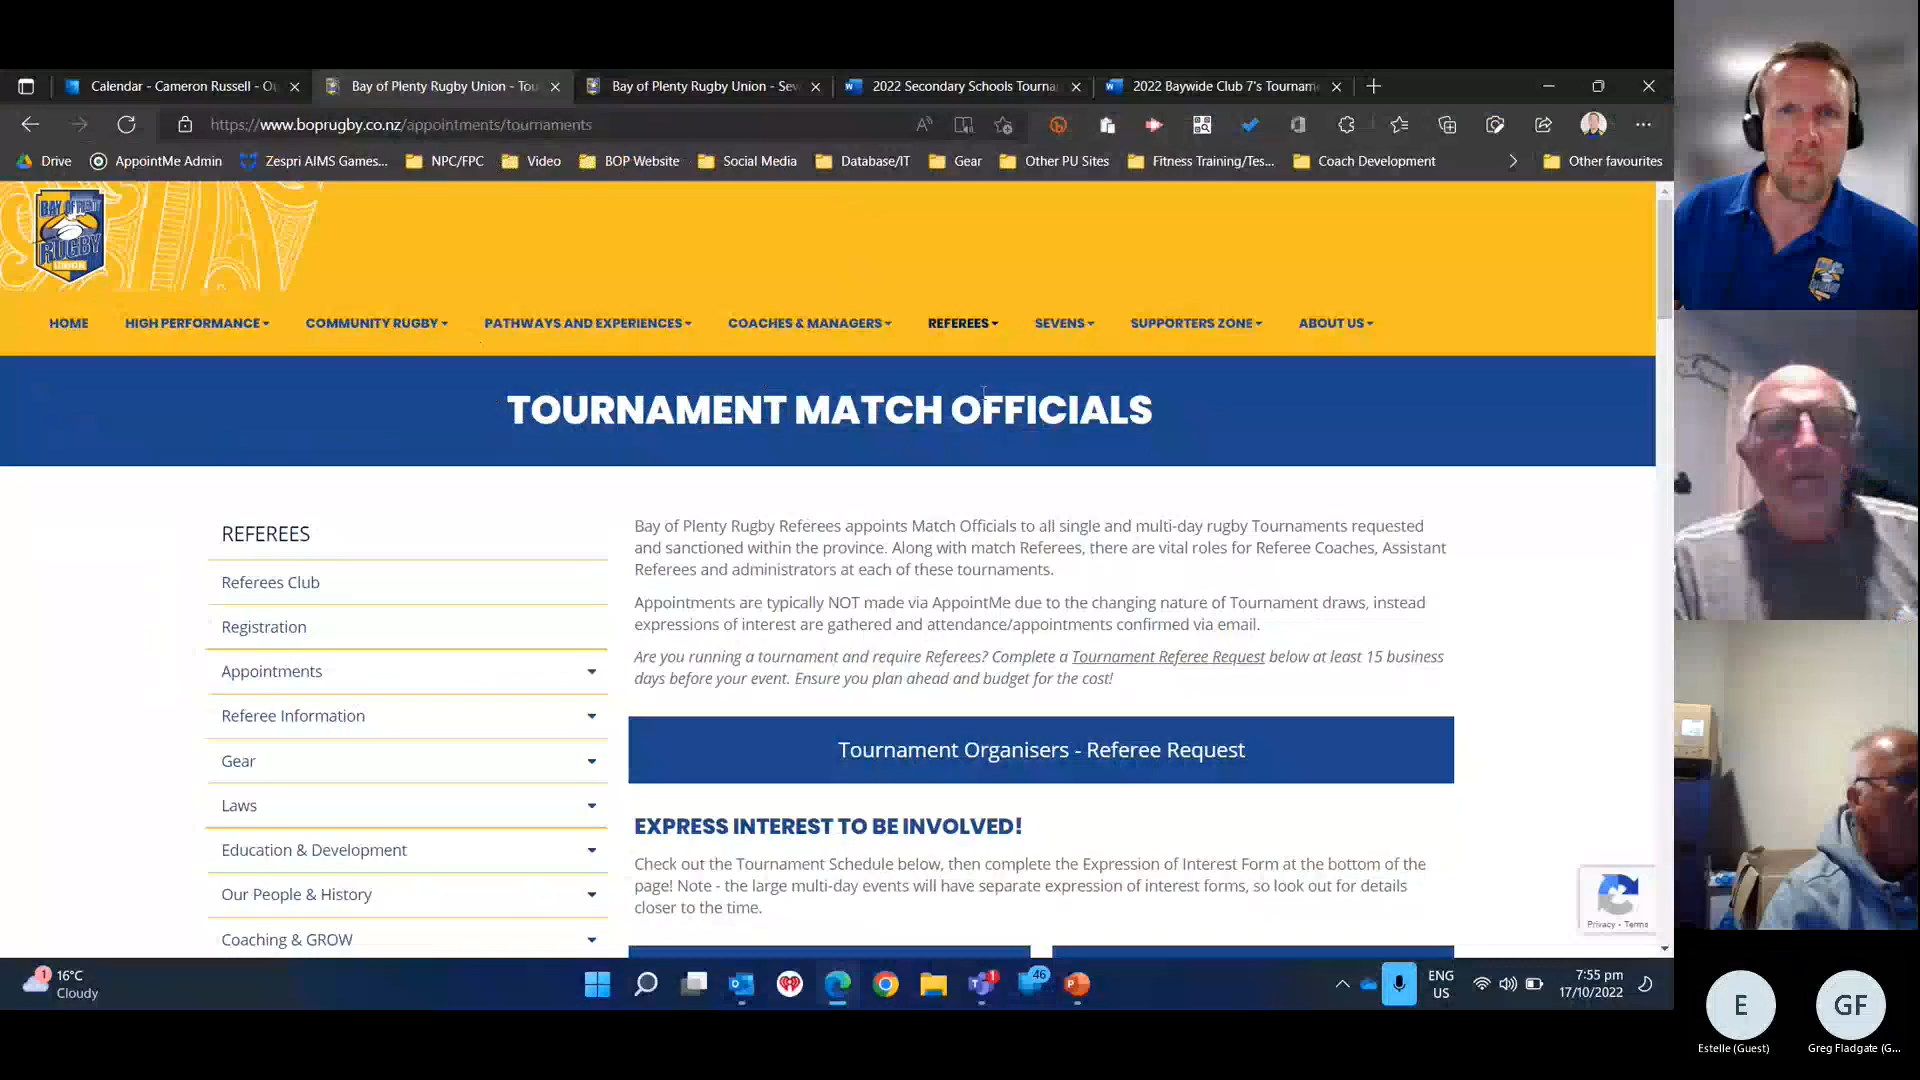 Calendar - Cameron Russell - Ou
Bay of Plenty Rugby Union - Tou
Bay of Plenty Rugby Union - Sev
2022 Secondary Schools Tourna
2022 Baywide Club 7's Tournam
https://www.boprugby.co.nz/appointments/tournaments
Drive
AppointMe Admin
Zespri AIMS Games...
NPC/FPC
Video
BOP Website
Social Media
Database/IT
Gear
Other PU Sites
Fitness Training/Tes...
Coach Development
Other favourites
BAY OF PLENTY
RUGBY
UNION
HOME
HIGH PERFORMANCE
COMMUNITY RUGBY
PATHWAYS AND EXPERIENCES
COACHES & MANAGERS
REFEREES
SEVENS
SUPPORTERS ZONE
ABOUT US
TOURNAMENT MATCH OFFICIALS
REFEREES
Referees Club
Registration
Appointments
Referee Information
Gear
Laws
Education & Development
Our People & History
Coaching & GROW
Bay of Plenty Rugby Referees appoints Match Officials to all single and multi-day rugby Tournaments requested
and sanctioned within the province. Along with match Referees, there are vital roles for Referee Coaches, Assistant
Referees and administrators at each of these tournaments.
Appointments are typically NOT made via AppointMe due to the changing nature of Tournament draws, instead
expressions of interest are gathered and attendance/appointments confirmed via email.
Are you running a tournament and require Referees? Complete a Tournament Referee Request below at least 15 business
days before your event. Ensure you plan ahead and budget for the cost!
Tournament Organisers - Referee Request
EXPRESS INTEREST TO BE INVOLVED!
Check out the Tournament Schedule below, then complete the Expression of Interest Form at the bottom of the
page! Note - the large multi-day events will have separate expression of interest forms, so look out for details
closer to the time.
Privacy - Terms
1
16°C
Cloudy
1
46
ENG
US
7:55 pm
17/10/2022
E
GF
Estelle (Guest)
Greg Fladgate (G...